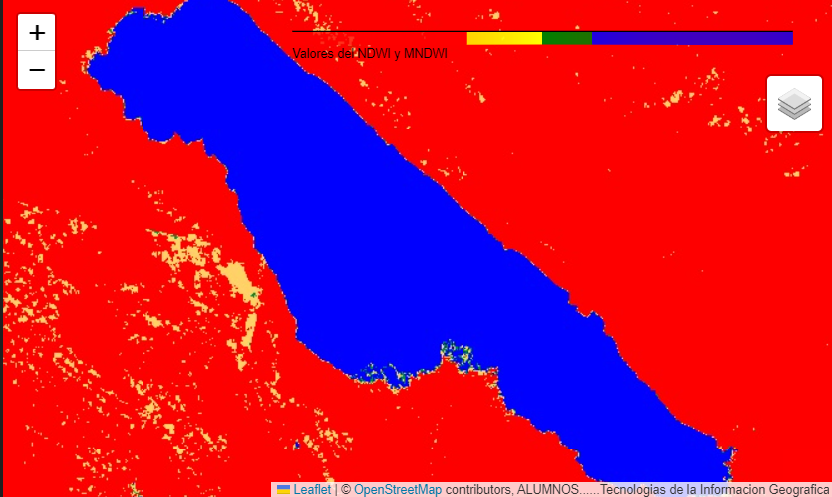 +
−
Valores del NDWI y MNDWI
Leaflet | © OpenStreetMap contributors, ALUMNOS......Tecnologias de la Informacion Geografica